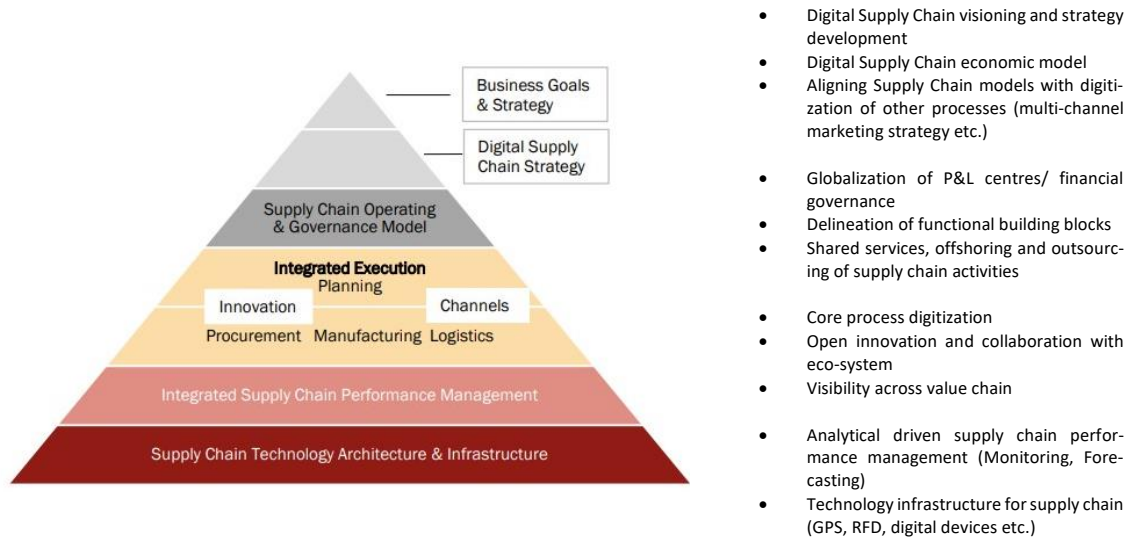 Business Goals
& Strategy
Digital Supply
Chain Strategy
Supply Chain Operating
& Governance Model
Integrated Execution
Planning
Innovation
Channels
Procurement Manufacturing Logistics
Integrated Supply Chain Performance Management
Supply Chain Technology Architecture & Infrastructure
• Digital Supply Chain visioning and strategy
development
• Digital Supply Chain economic model
• Aligning Supply Chain models with digiti-
zation of other processes (multi-channel
marketing strategy etc.)
• Globalization of P&L centres/ financial
governance
• Delineation of functional building blocks
• Shared services, offshoring and outsourc-
ing of supply chain activities
• Core process digitization
• Open innovation and collaboration with
eco-system
• Visibility across value chain
• Analytical driven supply chain perfor-
mance management (Monitoring, Fore-
casting)
• Technology infrastructure for supply chain
(GPS, RFD, digital devices etc.)